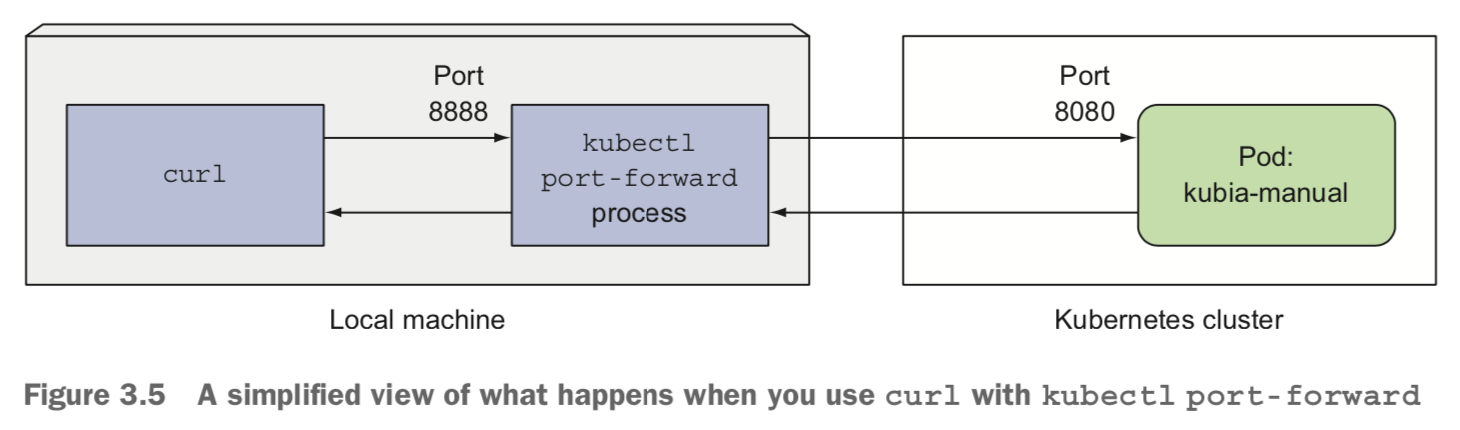 Port
8888
Port
8080
curl
kubectl
port-forward
process
Pod:
kubia-manual
Local machine
Kubernetes cluster
Figure 3.5 A simplified view of what happens when you use curl with kubectl port-forward